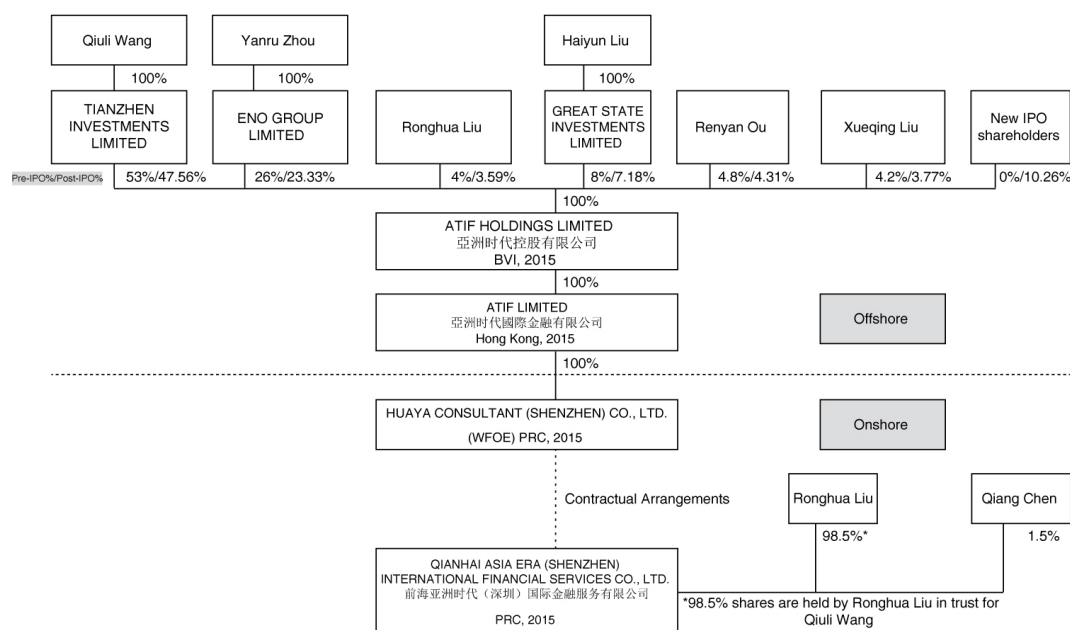 Qiuli Wang
Yanru Zhou
Haiyun Liu
100%
100%
100%
TIANZHEN
INVESTMENTS
LIMITED
ENO GROUP
LIMITED
Ronghua Liu
GREAT STATE
INVESTMENTS
LIMITED
Renyan Ou
Xueqing Liu
New IPO
shareholders
Pre-IPO%/Post-IPO%
53%/47.56%
26%/23.33%
4%/3.59%
8%/7.18%
4.8%/4.31%
4.2%/3.77%
0%/10.26%
100%
ATIF HOLDINGS LIMITED
亞洲时代控股有限公司
BVI, 2015
100%
ATIF LIMITED
亞洲时代國際金融有限公司
Hong Kong, 2015
Offshore
100%
HUAYA CONSULTANT (SHENZHEN) CO., LTD.
(WFOE) PRC, 2015
Onshore
Contractual Arrangements
Ronghua Liu
Qiang Chen
98.5%*
1.5%
QIANHAI ASIA ERA (SHENZHEN)
INTERNATIONAL FINANCIAL SERVICES CO., LTD.
前海亚洲时代（深圳）国际金融服务有限公司
PRC, 2015
*98.5% shares are held by Ronghua Liu in trust for
Qiuli Wang